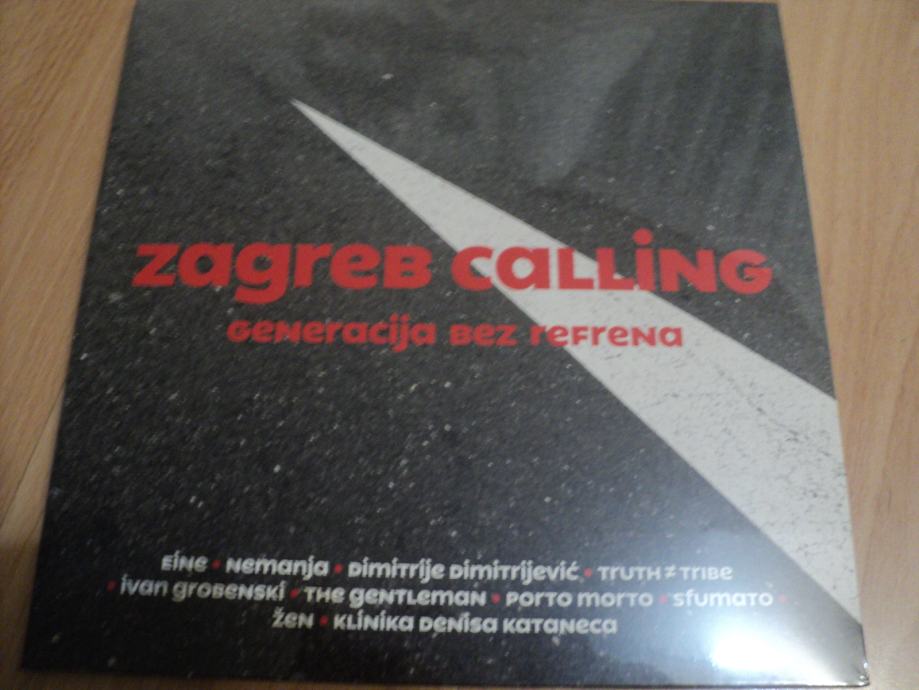 Zagreb Calling
Generacija bez refrena
Eine • Nemanja • Dimitrije Dimitrijević • Truth ≠ Tribe
• Ivan Grobenski • The Gentleman • Porto Morto • Sfumato •
Žen • Klinika Denisa Kataneca